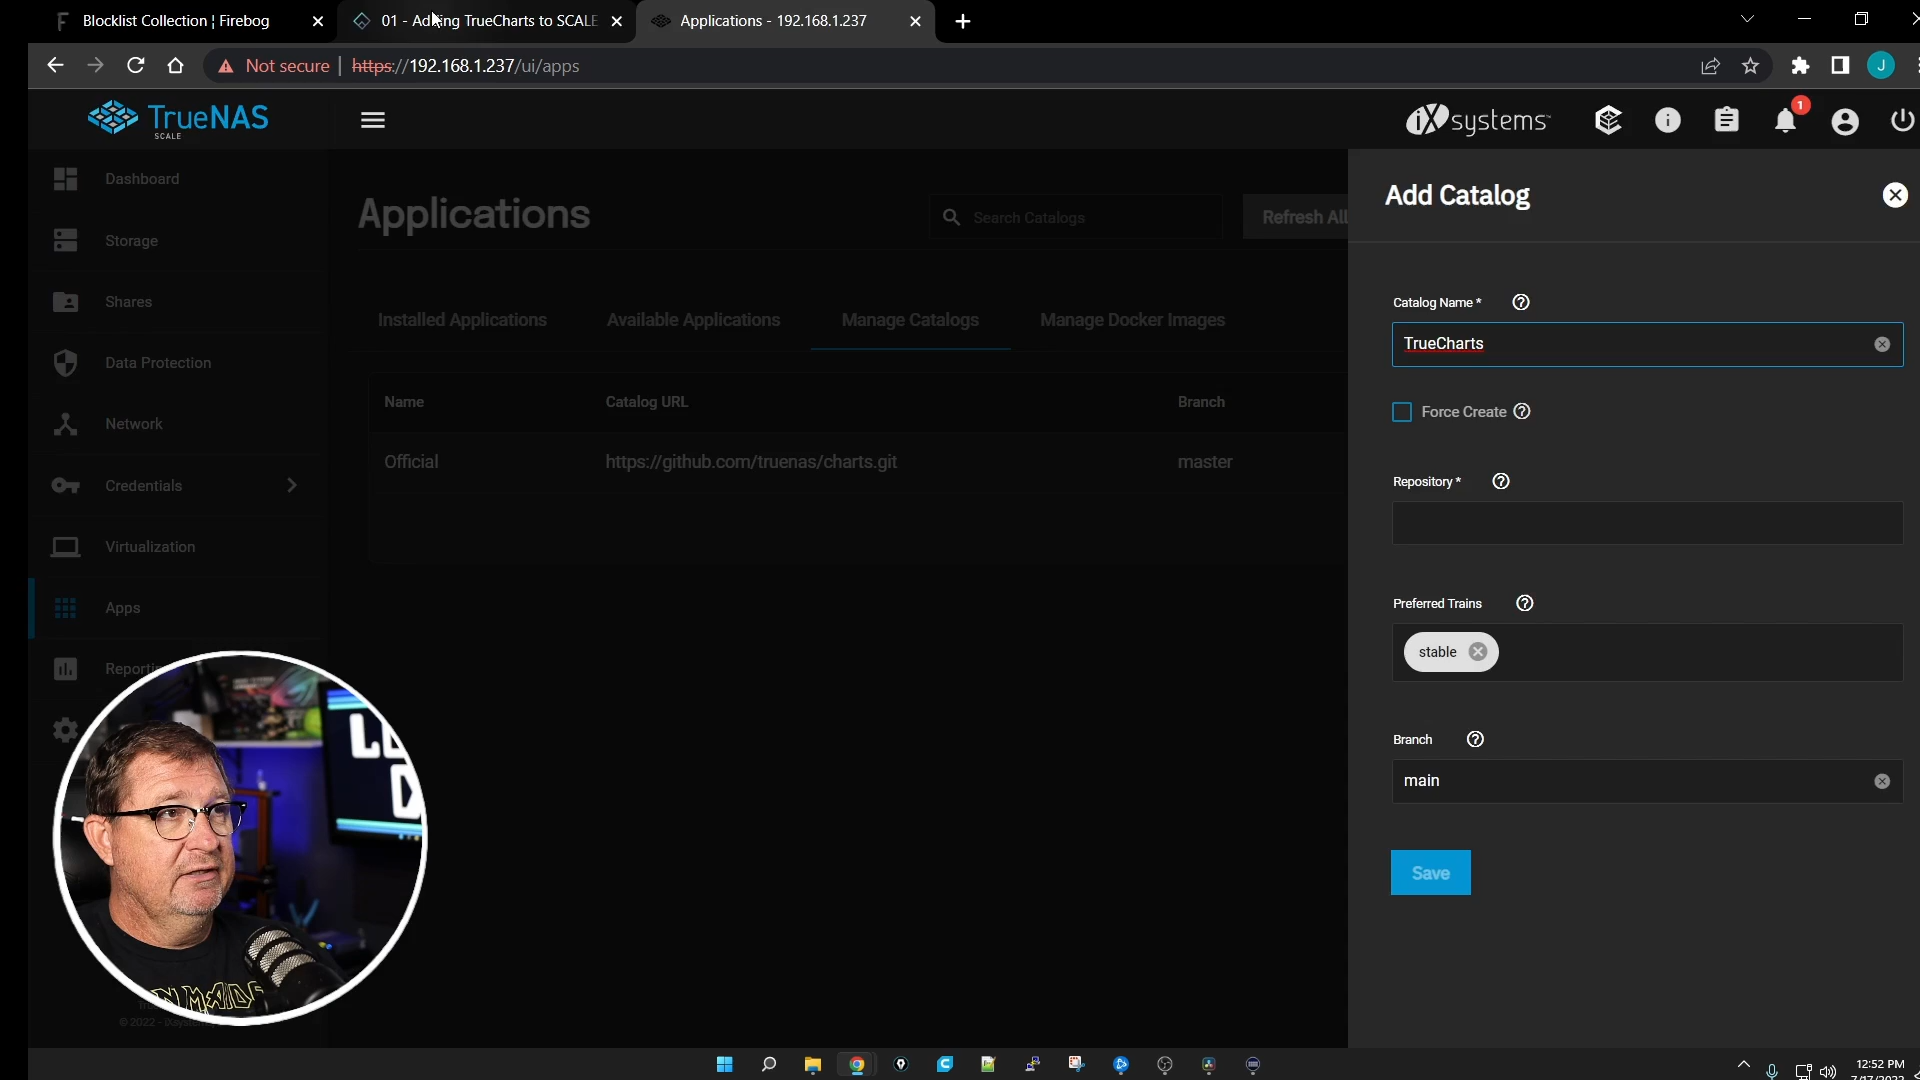 Blocklist Collection ¦ Firebog
01 - Adding TrueCharts to SCALE
Applications - 192.168.1.237
Not secure
https://192.168.1.237/ui/apps
J
TrueNAS
SCALE
iXsystems
1
Dashboard
Storage
Shares
Data Protection
Network
Credentials
Virtualization
Apps
Applications
Search Catalogs
Refresh All
Installed Applications
Available Applications
Manage Catalogs
Manage Docker Images
Name
Catalog URL
Branch
Official
https://github.com/truenas/charts.git
master
Add Catalog
Catalog Name *
TrueCharts
Force Create
Repository *
Preferred Trains
stable
Branch
main
Save
12:52 PM